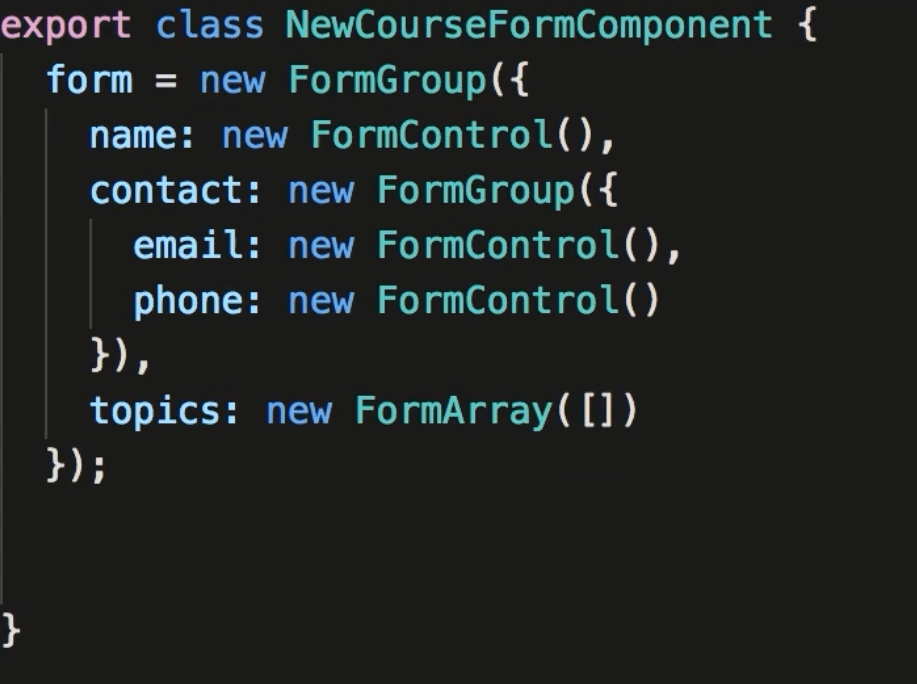 export class NewCourseFormComponent {
  form = new FormGroup({
    name: new FormControl(),
    contact: new FormGroup({
      email: new FormControl(),
      phone: new FormControl()
    }),
    topics: new FormArray([])
  });
}